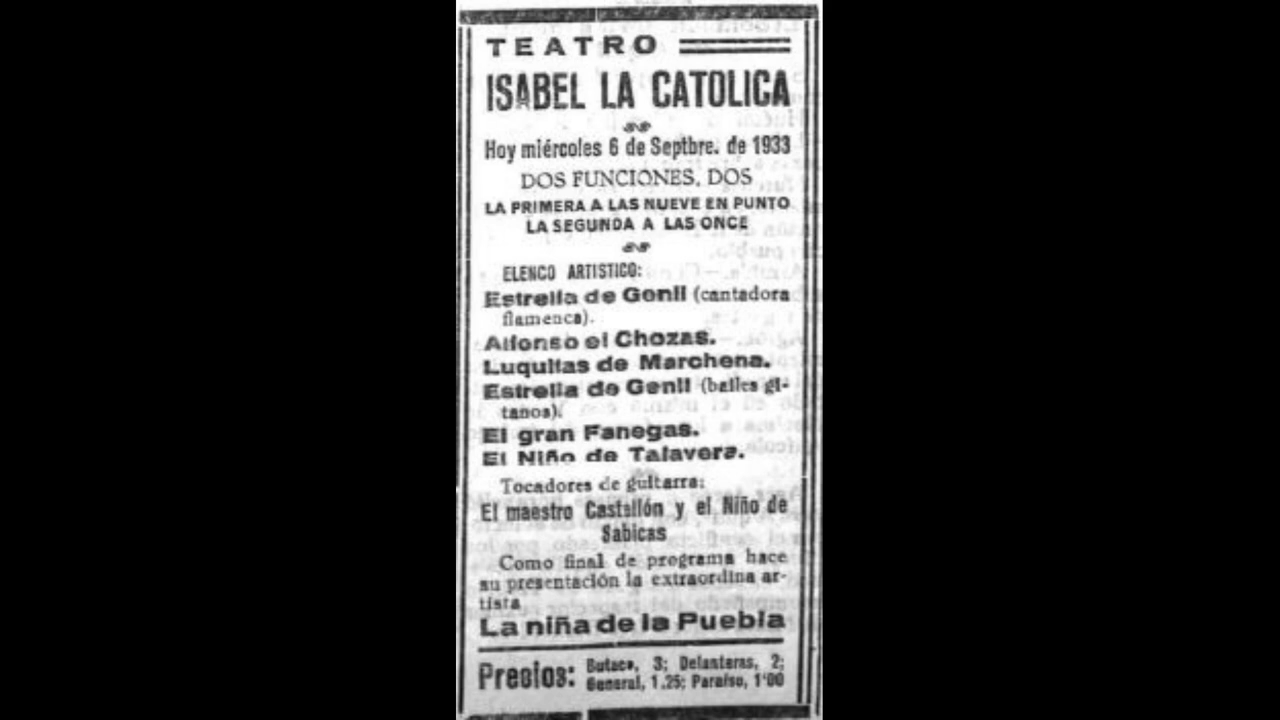 TEATRO
ISABEL LA CATOLICA
Hoy miércoles 6 de Septbre. de 1933
DOS FUNCIONES, DOS
LA PRIMERA A LAS NUEVE EN PUNTO
LA SEGUNDA A LAS ONCE
ELENCO ARTISTICO:
Estrella de Genil (cantadora
flamenca).
Alfonso el Chozas.
Luquitas de Marchena.
Estrella de Genil (bailes gi-
tanos).
El gran Fanegas.
El Niño de Talavera.
Tocadores de guitarra:
El maestro Castallón y el Niño de
Sabicas
Como final de programa hace
su presentación la extraordina ar-
tista
La niña de la Puebla
Precios: Butaca, 3; Delanteras, 2;
General, 1.25; Paraíso, 1'00